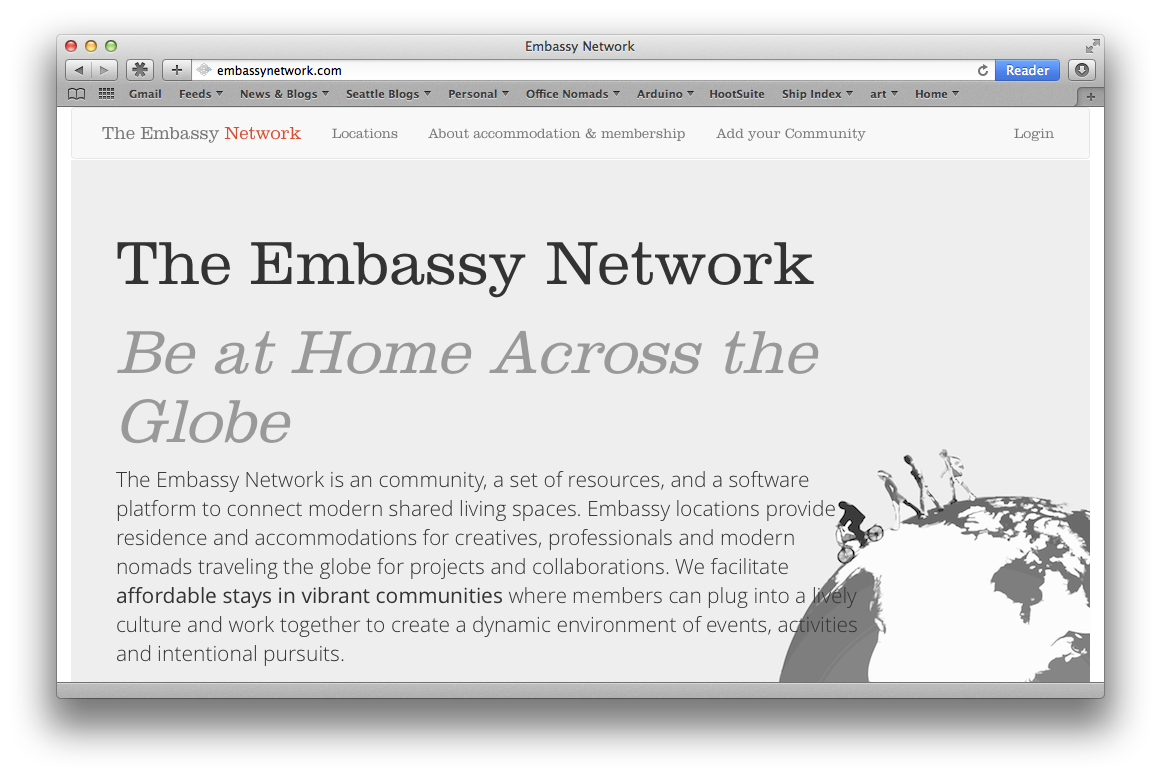 Embassy Network
embassynetwork.com
Reader
Gmail Feeds News & Blogs Seattle Blogs Personal Office Nomads Arduino HootSuite Ship Index art Home
The Embassy Network Locations About accommodation & membership Add your Community Login
The Embassy Network
Be at Home Across the
Globe
The Embassy Network is an community, a set of resources, and a software
platform to connect modern shared living spaces. Embassy locations provide
residence and accommodations for creatives, professionals and modern
nomads traveling the globe for projects and collaborations. We facilitate
affordable stays in vibrant communities where members can plug into a lively
culture and work together to create a dynamic environment of events, activities
and intentional pursuits.